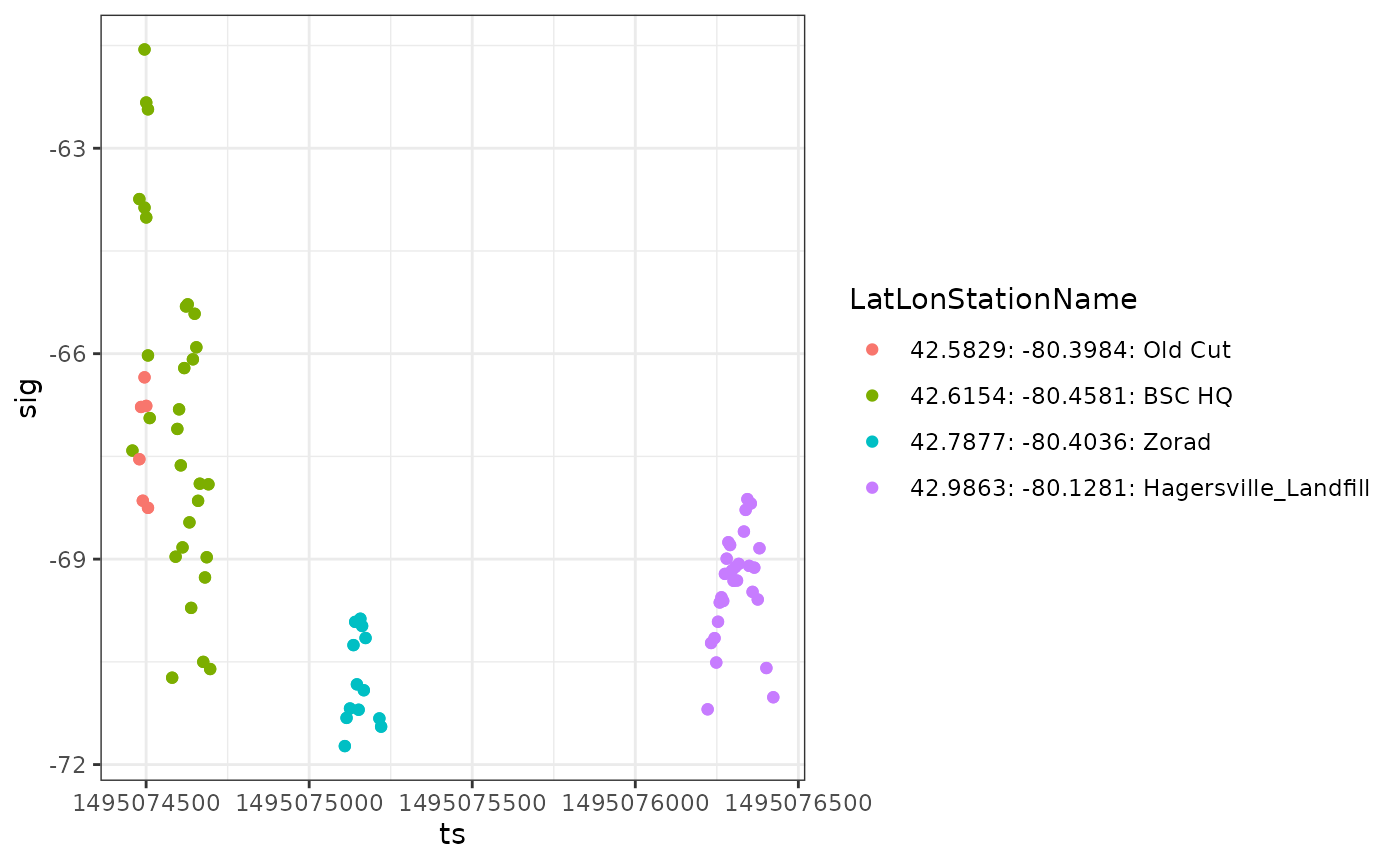 -63
-66
-69
-72
sig
1495074500 1495075000 1495075500 1495076000 1495076500
ts
LatLonStationName
42.5829: -80.3984: Old Cut
42.6154: -80.4581: BSC HQ
42.7877: -80.4036: Zorad
42.9863: -80.1281: Hagersville_Landfill